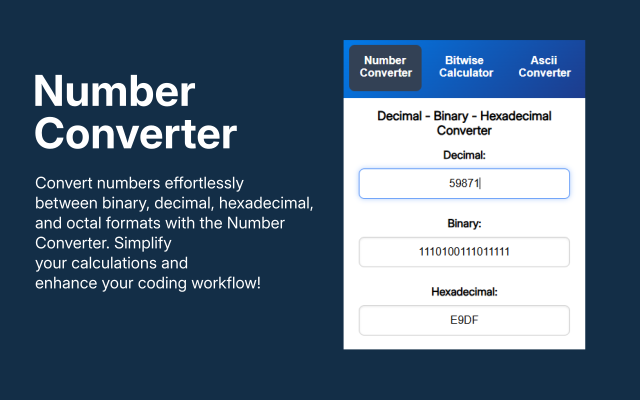 Number
Converter
Convert numbers effortlessly
between binary, decimal, hexadecimal,
and octal formats with the Number
Converter. Simplify
your calculations and
enhance your coding workflow!
Number
Converter
Bitwise
Calculator
Ascii
Converter
Decimal - Binary - Hexadecimal
Converter
Decimal:
59871
Binary:
1110100111011111
Hexadecimal:
E9DF